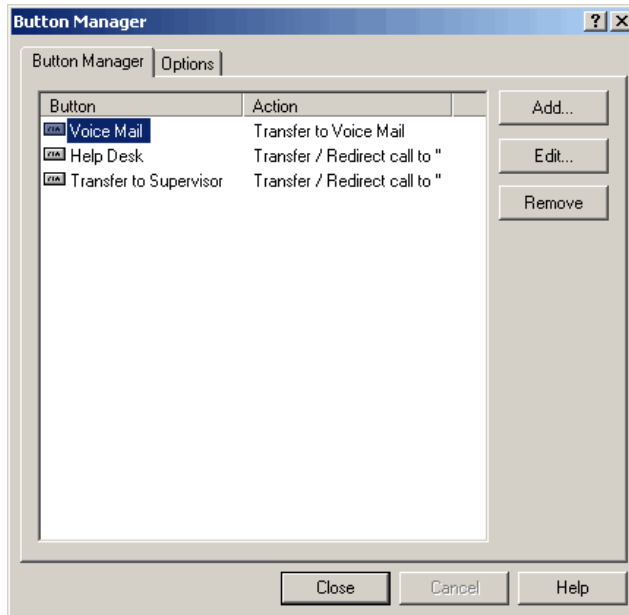 Button Manager
Button Manager Options
Button Action
Voice Mail Transfer to Voice Mail
Help Desk Transfer / Redirect call to "
Transfer to Supervisor Transfer / Redirect call to "
Add...
Edit...
Remove
Close Cancel Help